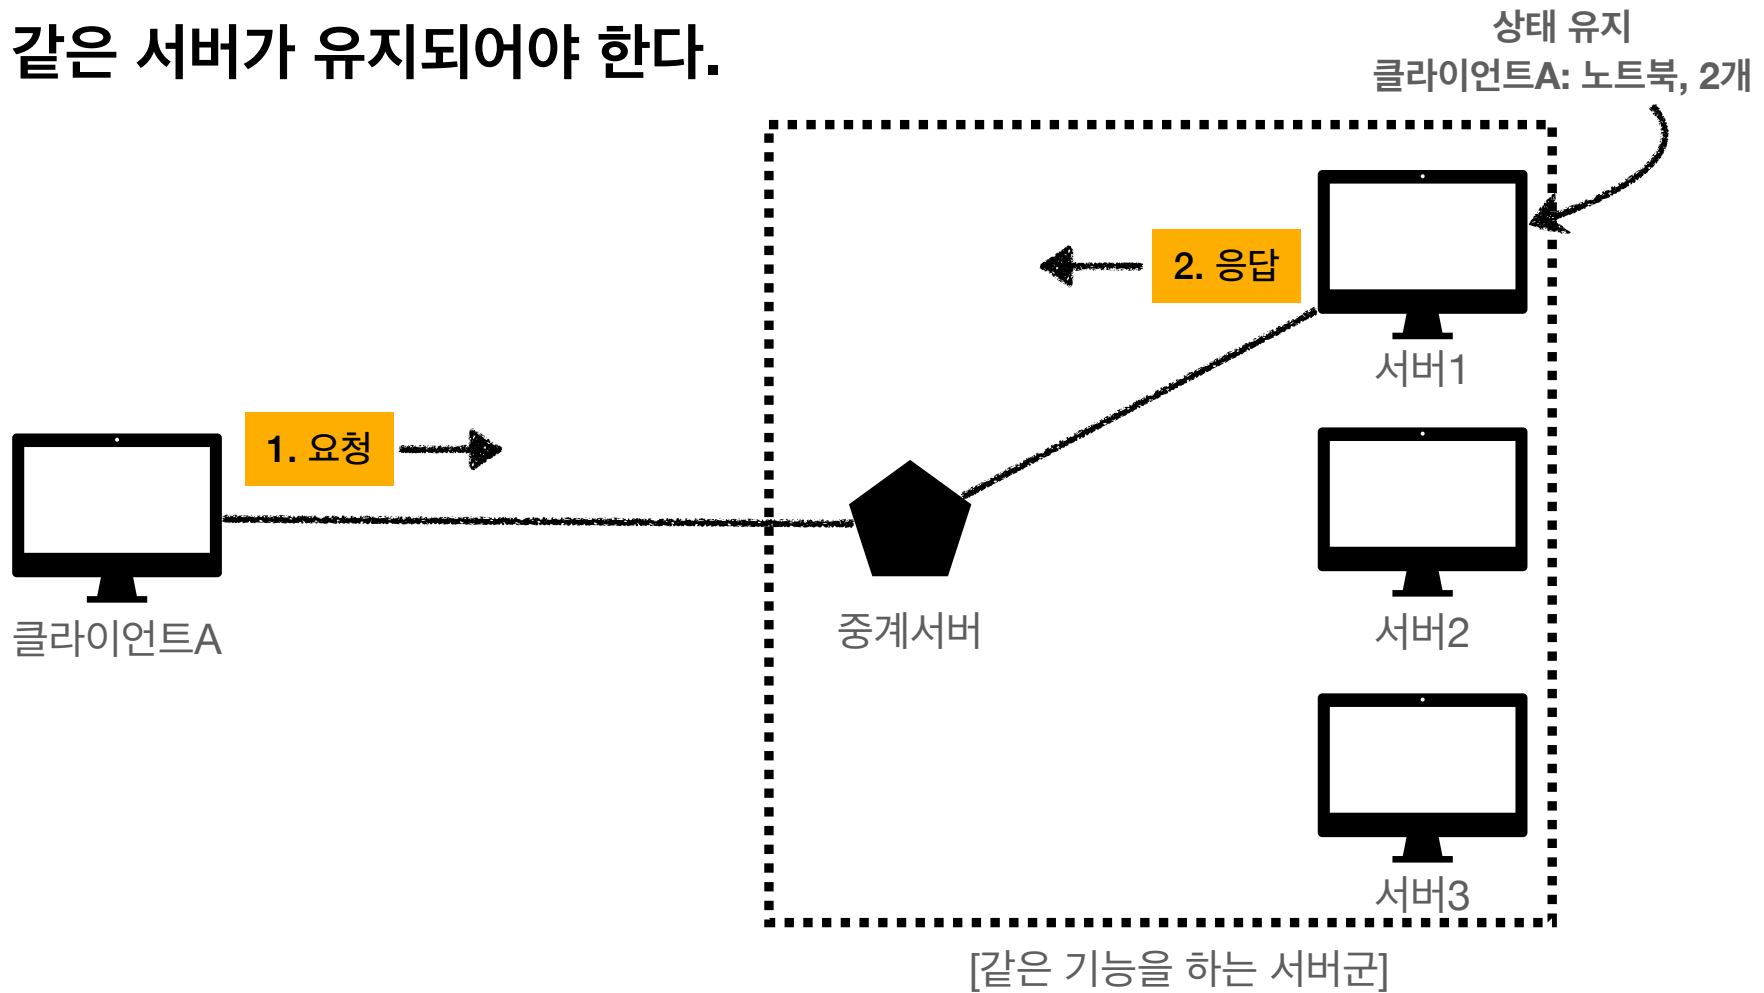 같은 서버가 유지되어야 한다.
상태 유지
클라이언트A: 노트북, 2개
2. 응답
서버1
1. 요청
클라이언트A
중계서버
서버2
서버3
[같은 기능을 하는 서버군]